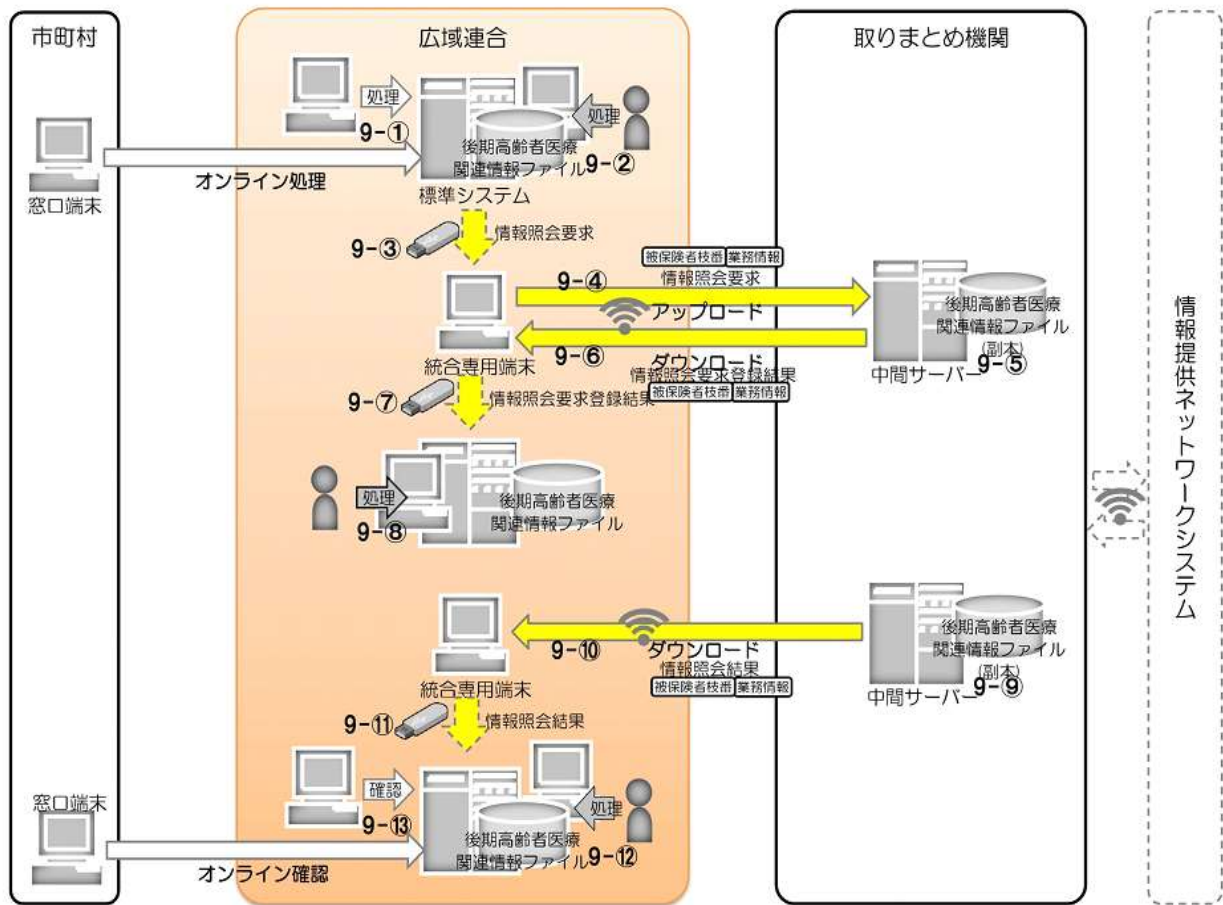 市町村
広域連合
取りまとめ機関
処理
処理
9-①
後期高齢者医療
関連情報ファイル
9-②
オンライン処理
標準システム
窓口端末
9-③
情報照会要求
被保険者枝番 業務情報
9-④
情報照会要求
アップロード
後期高齢者医療
関連情報ファイル
(副本)
統合専用端末
9-⑥
ダウンロード
中間サーバー
9-⑤
情報照会要求登録結果
被保険者枝番 業務情報
9-⑦
情報照会要求登録結果
情報提供ネットワークシステム
処理
9-⑧
後期高齢者医療
関連情報ファイル
9-⑩
ダウンロード
情報照会結果
被保険者枝番 業務情報
後期高齢者医療
関連情報ファイル
(副本)
中間サーバー
9-⑨
統合専用端末
9-⑪
情報照会結果
確認
処理
9-⑬
後期高齢者医療
関連情報ファイル
9-⑫
窓口端末
オンライン確認